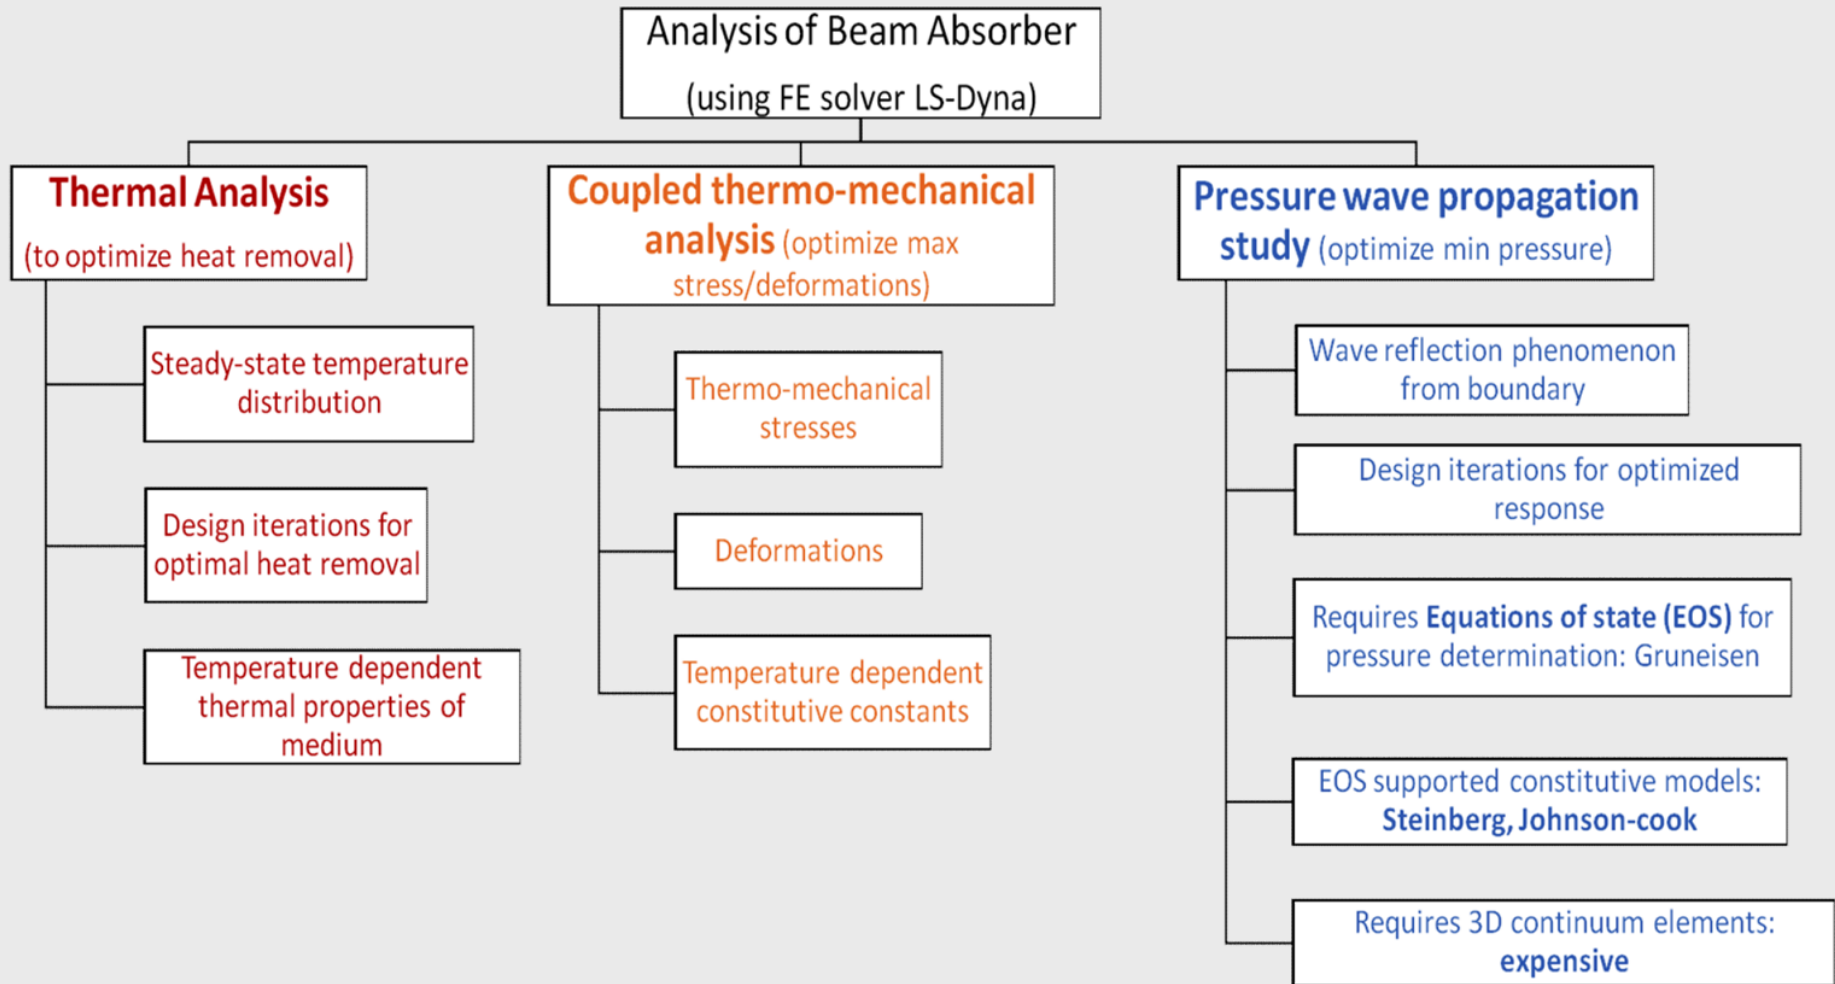 Analysis of Beam Absorber
(using FE solver LS-Dyna)
Thermal Analysis
(to optimize heat removal)
Steady-state temperature
distribution
Design iterations for
optimal heat removal
Temperature dependent
thermal properties of
medium
Coupled thermo-mechanical
analysis (optimize max
stress/deformations)
Thermo-mechanical
stresses
Deformations
Temperature dependent
constitutive constants
Pressure wave propagation
study (optimize min pressure)
Wave reflection phenomenon
from boundary
Design iterations for optimized
response
Requires Equations of state (EOS) for
pressure determination: Gruneisen
EOS supported constitutive models:
Steinberg, Johnson-cook
Requires 3D continuum elements:
expensive